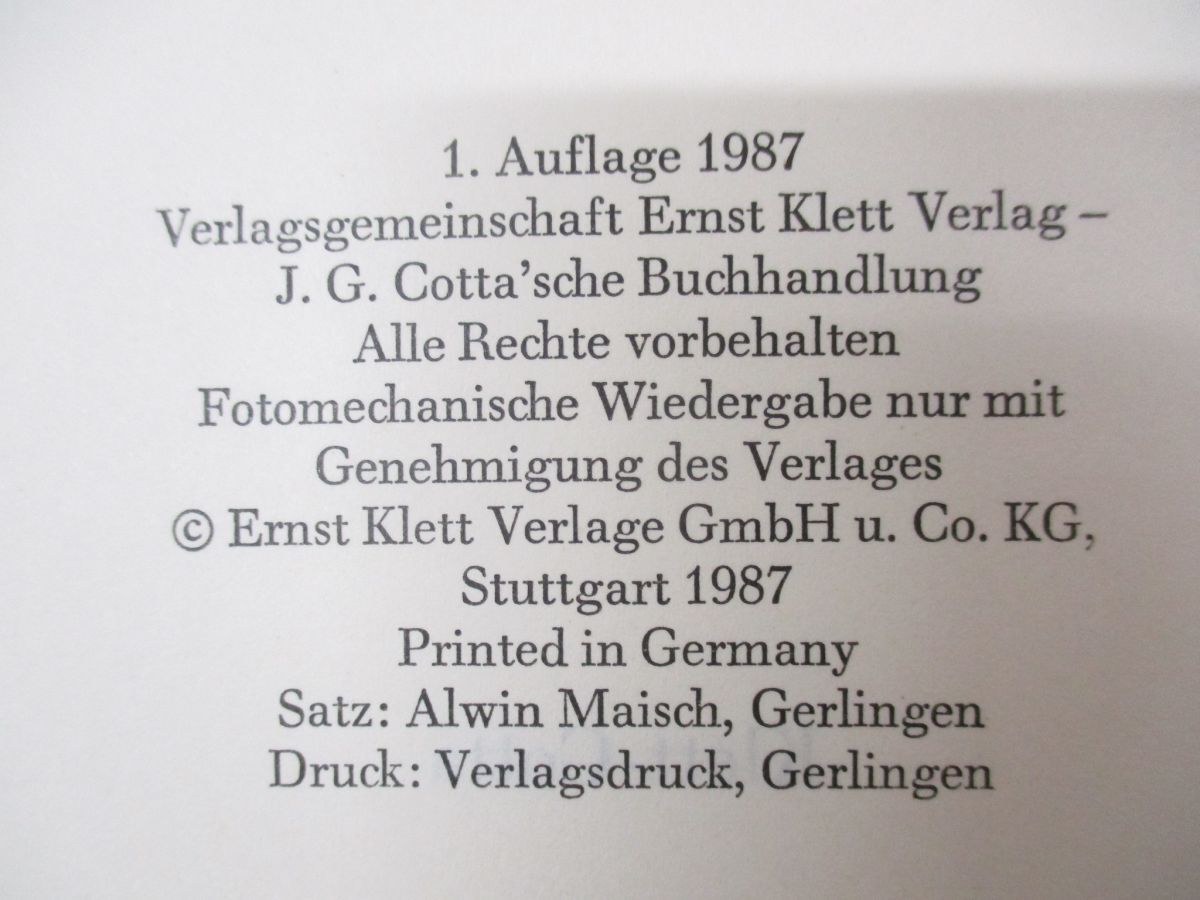 1. Auflage 1987
Verlagsgemeinschaft Ernst Klett Verlag –
J. G. Cotta’sche Buchhandlung
Alle Rechte vorbehalten
Fotomechanische Wiedergabe nur mit
Genehmigung des Verlages
© Ernst Klett Verlage GmbH u. Co. KG,
Stuttgart 1987
Printed in Germany
Satz: Alwin Maisch, Gerlingen
Druck: Verlagsdruck, Gerlingen